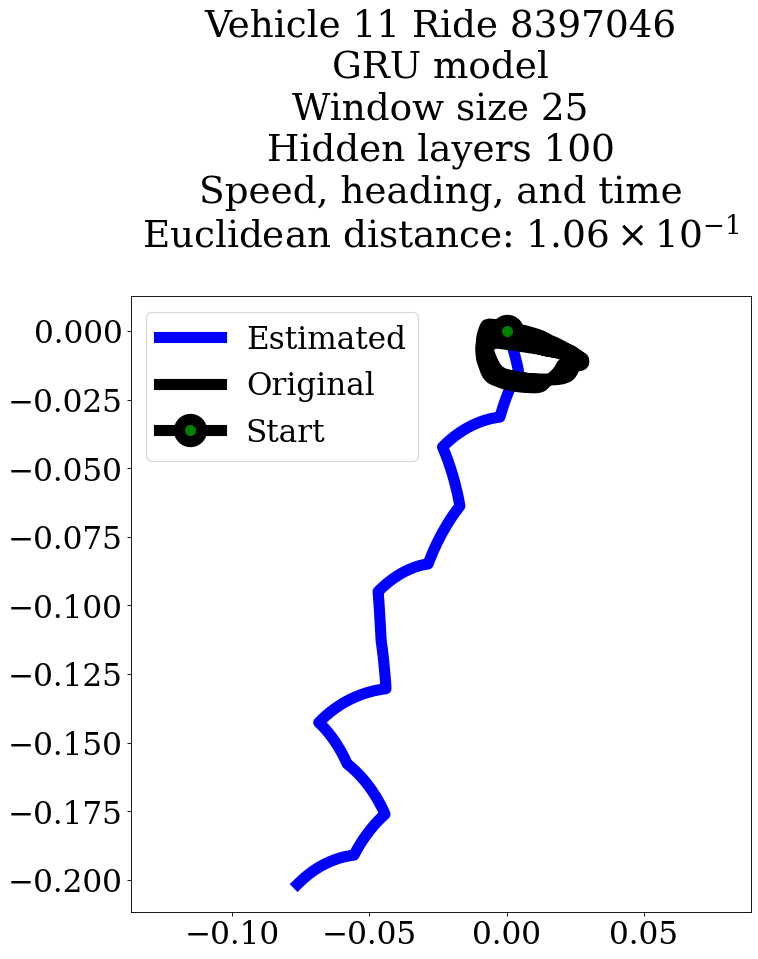 Vehicle 11 Ride 8397046
GRU model
Window size 25
Hidden layers 100
Speed, heading, and time
Euclidean distance: 1.06 × 10⁻¹
Estimated
Original
Start
0.000
−0.025
−0.050
−0.075
−0.100
−0.125
−0.150
−0.175
−0.200
−0.10 −0.05 0.00 0.05